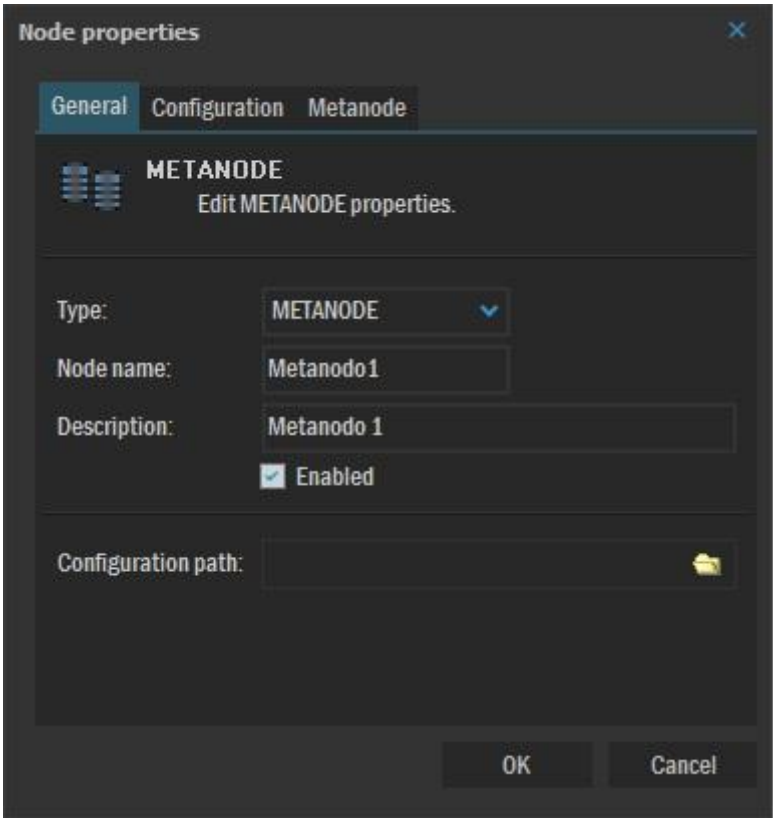 Node properties
General Configuration Metanode
METANODE
Edit METANODE properties.
Type: METANODE
Node name: Metanodo1
Description: Metanodo 1
Enabled
Configuration path:
OK Cancel